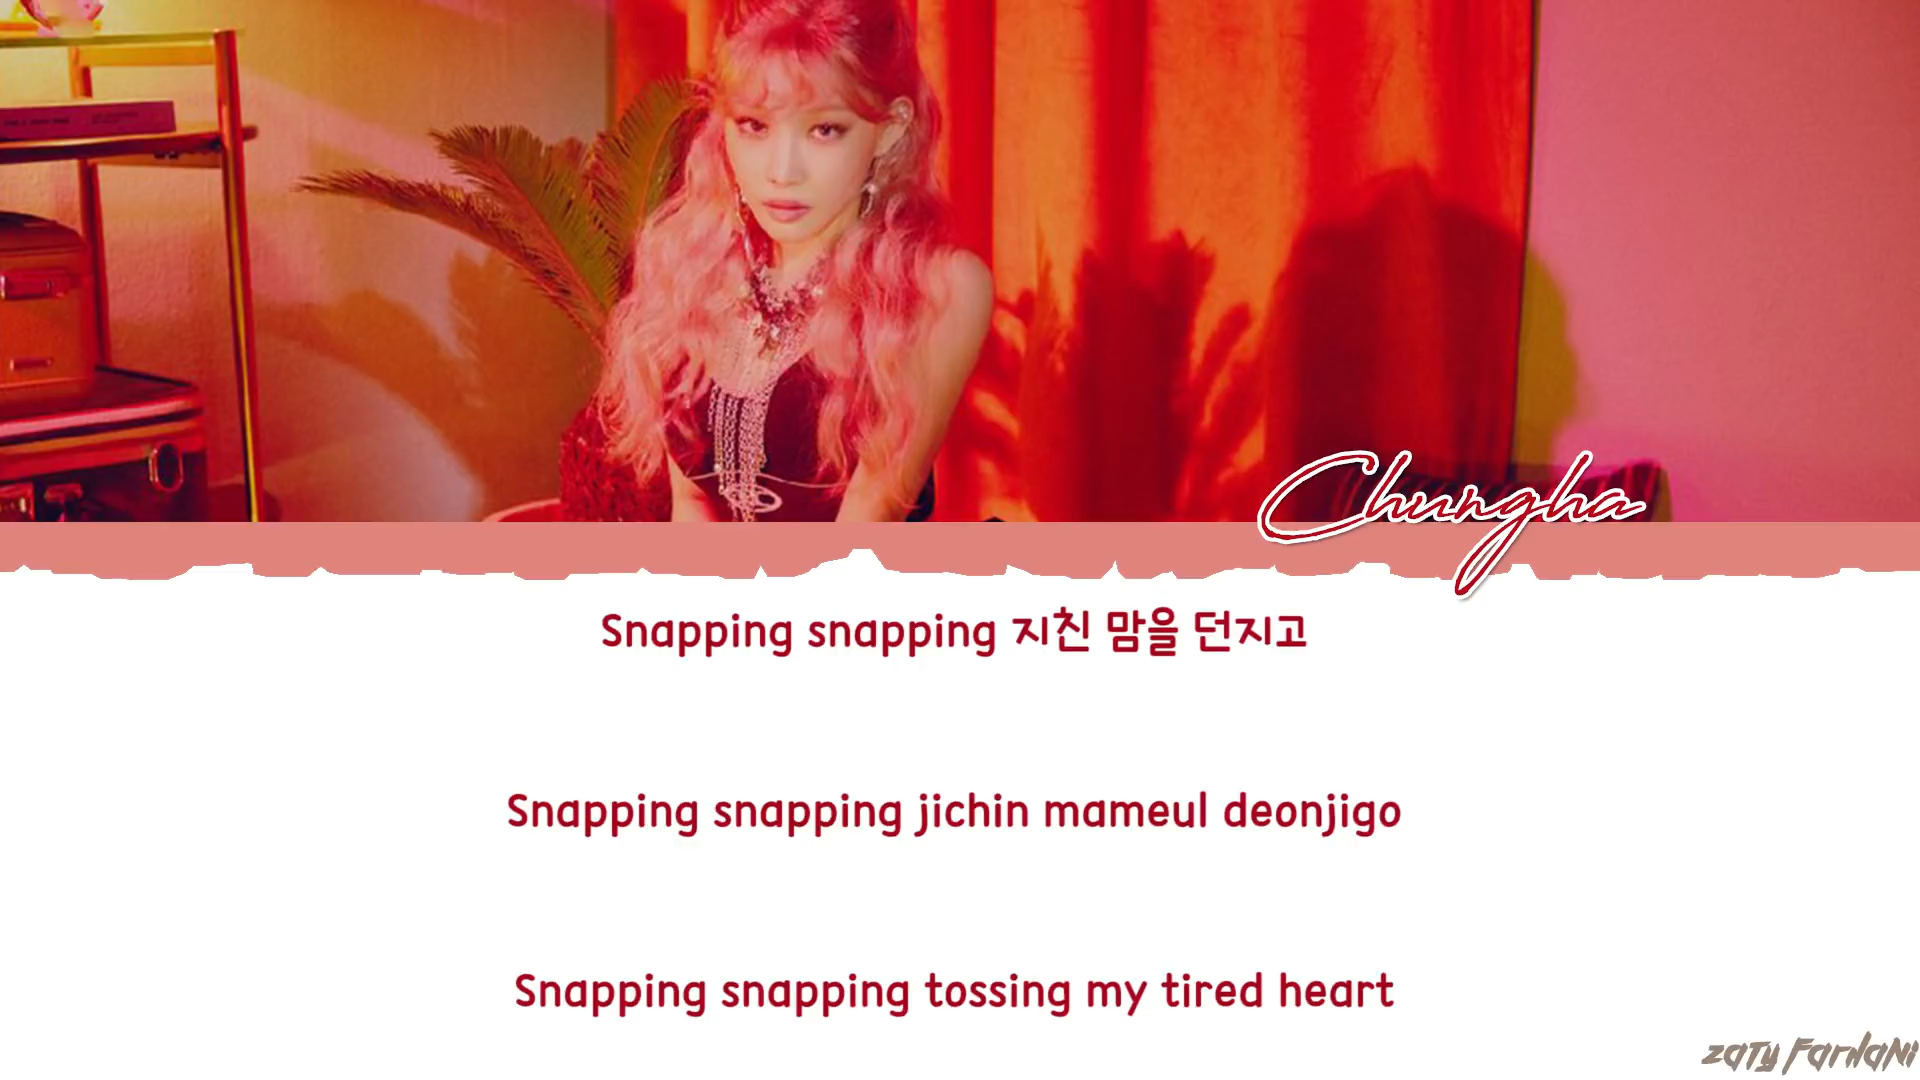 Chungha
Snapping snapping 지친 맘을 던지고
Snapping snapping jichin mameul deonjigo
Snapping snapping tossing my tired heart
Zaty Farhani